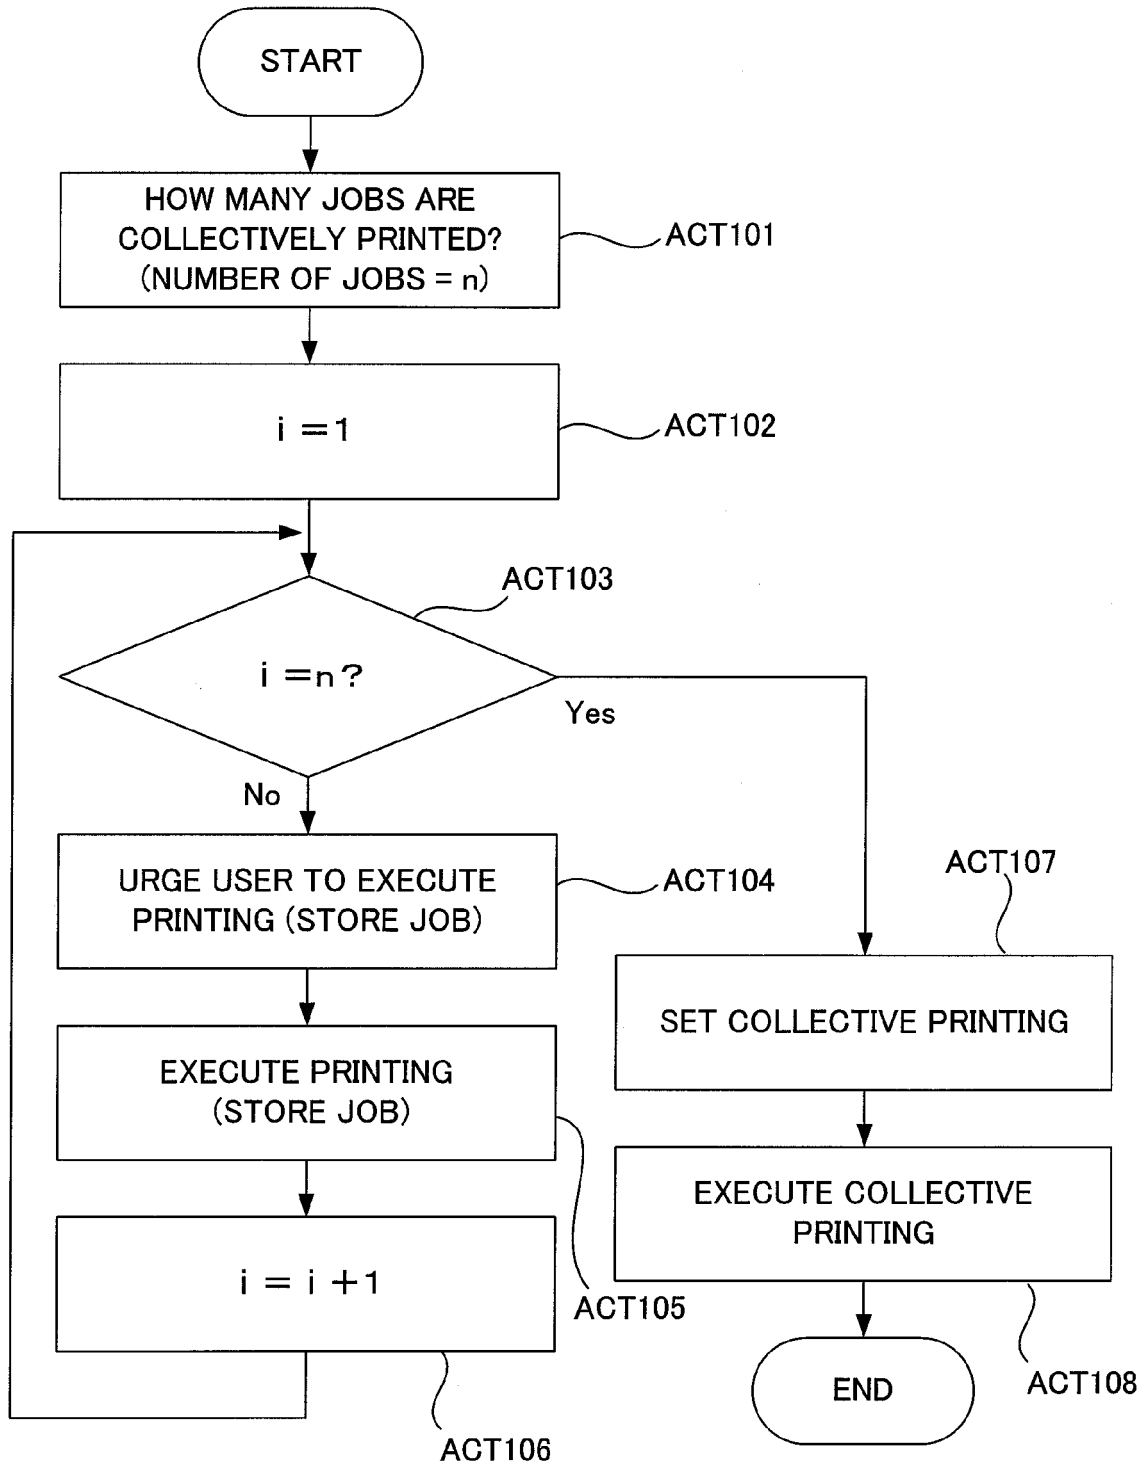 START
HOW MANY JOBS ARE
COLLECTIVELY PRINTED?
(NUMBER OF JOBS = n)
ACT101
i = 1
ACT102
ACT103
i = n ?
Yes
No
URGE USER TO EXECUTE
PRINTING (STORE JOB)
ACT104
EXECUTE PRINTING
(STORE JOB)
ACT105
i = i + 1
ACT106
ACT107
SET COLLECTIVE PRINTING
EXECUTE COLLECTIVE
PRINTING
ACT108
END